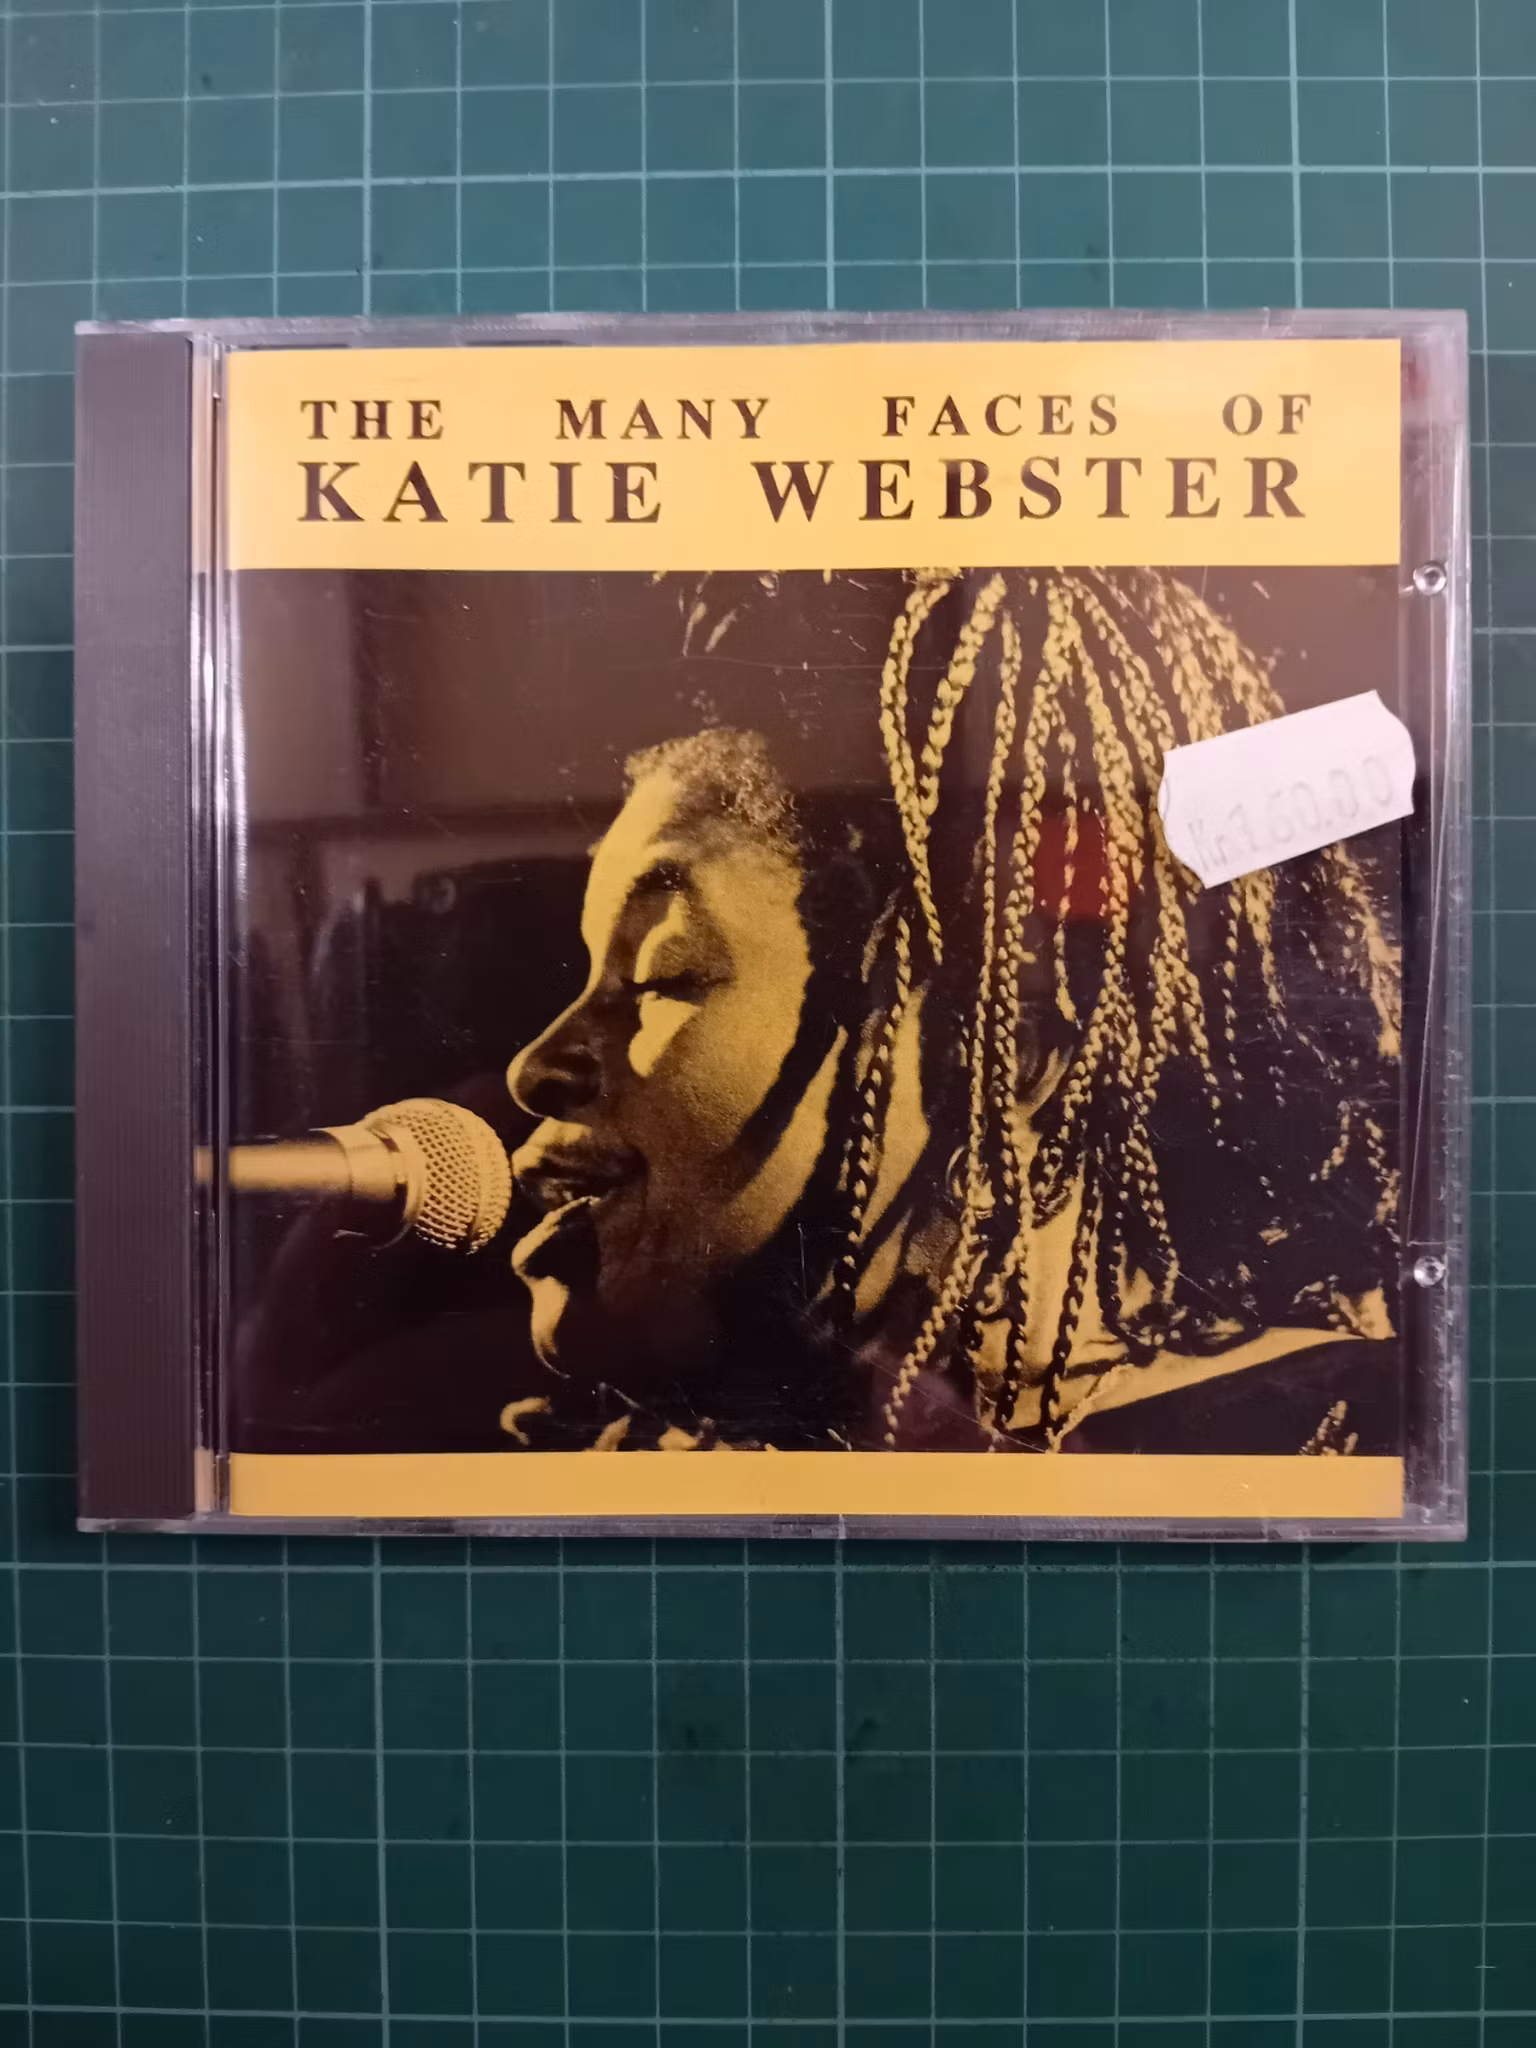 THE MANY FACES OF
KATIE WEBSTER
Kr.160.00